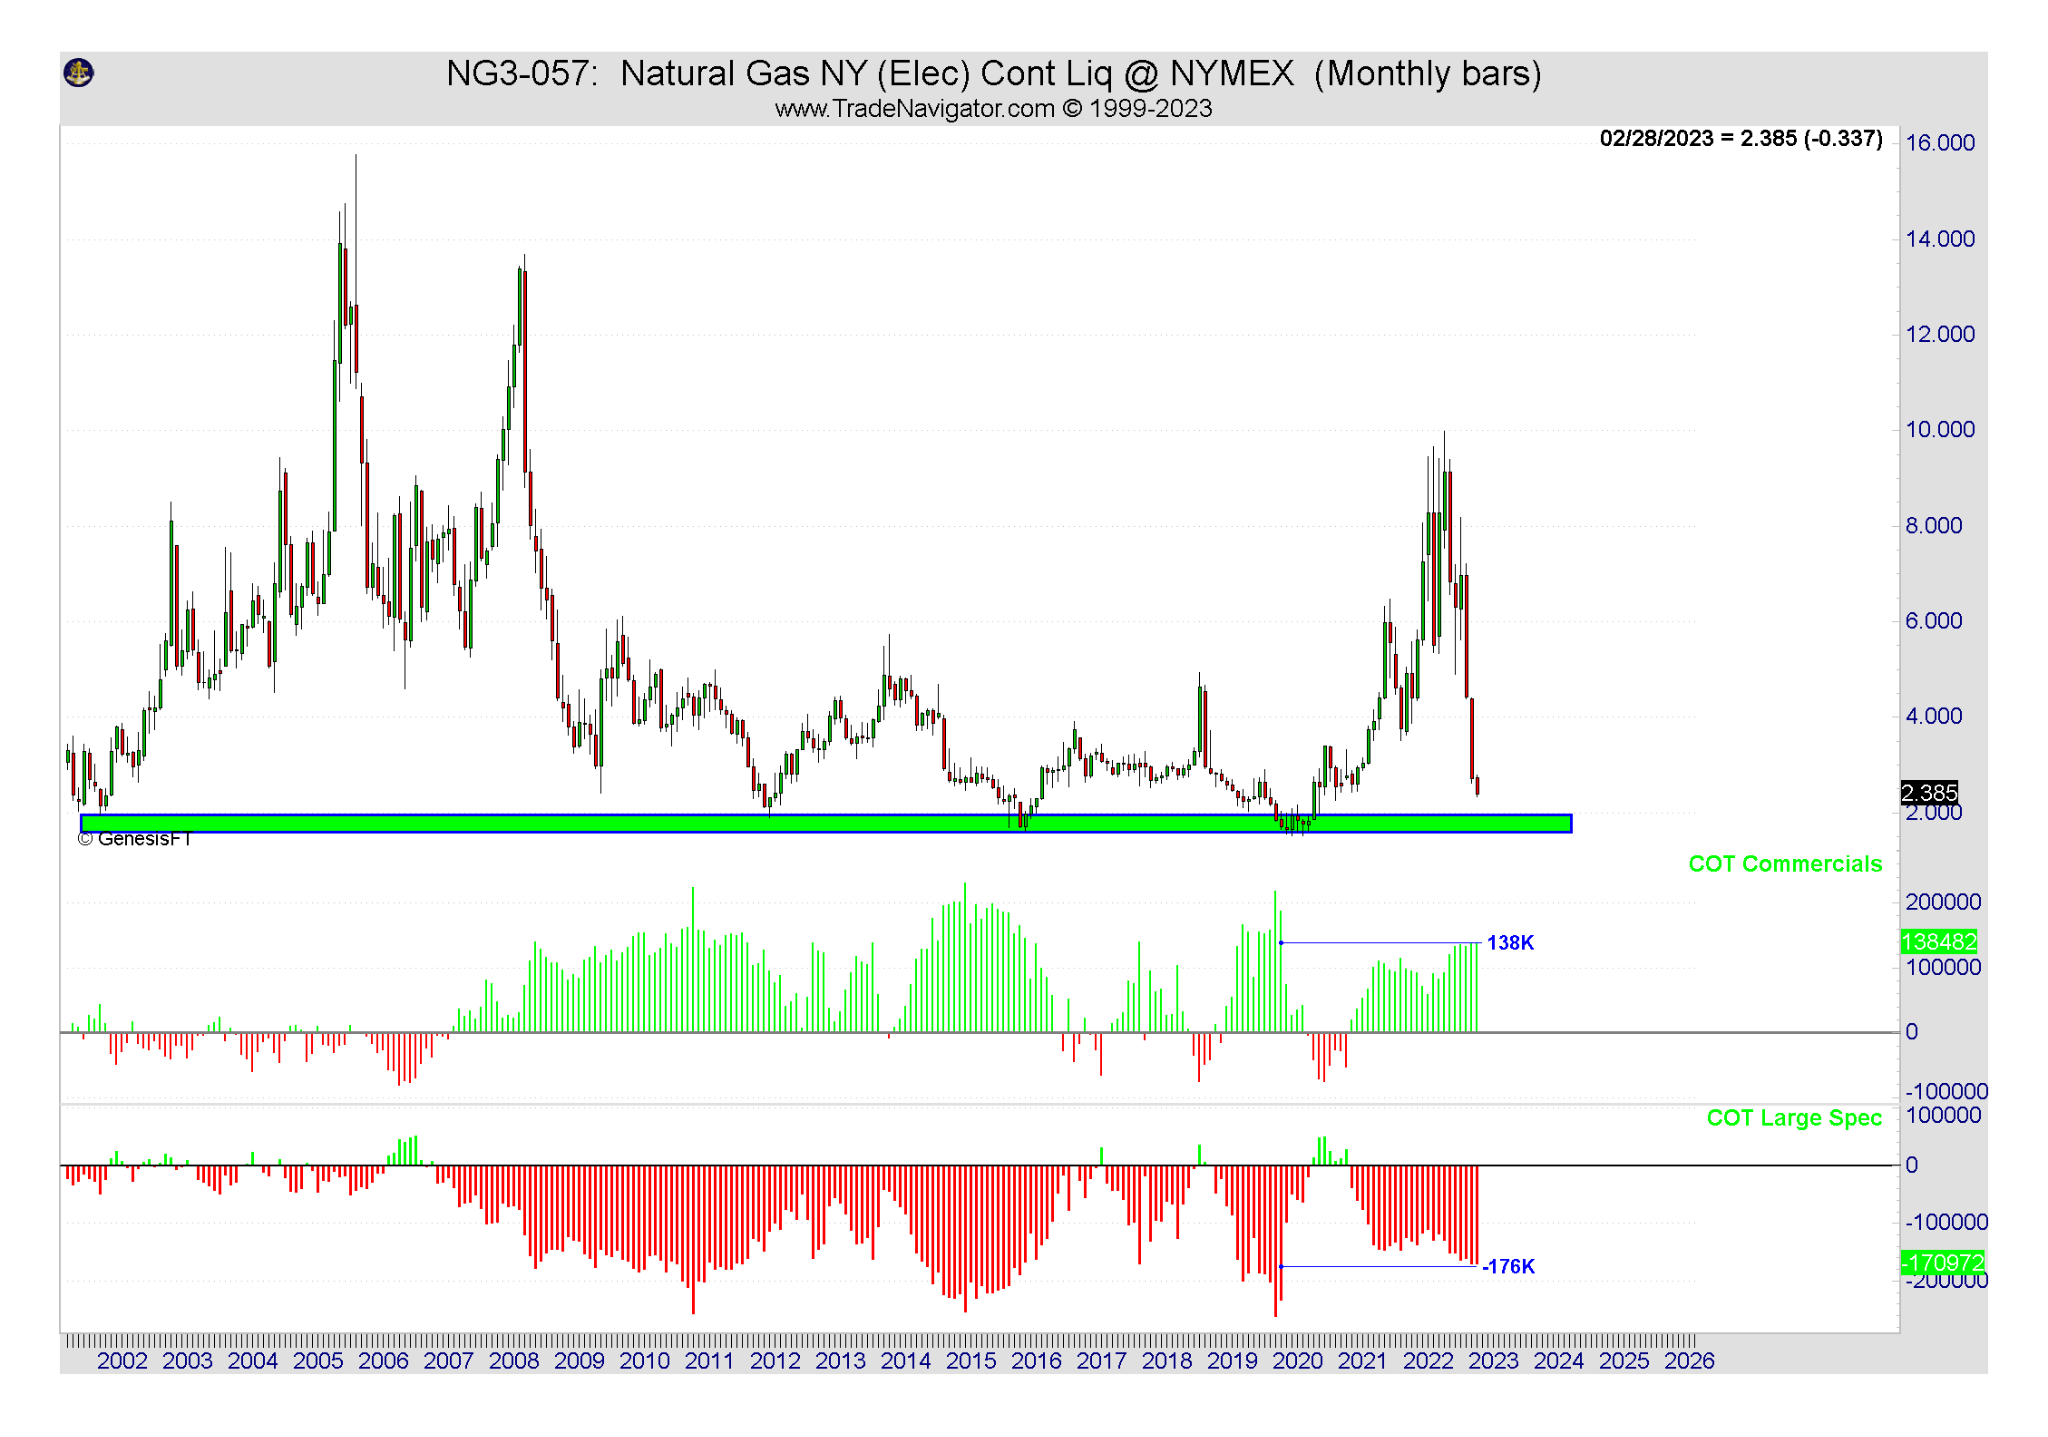 NG3-057: Natural Gas NY (Elec) Cont Liq @ NYMEX (Monthly bars)
www.TradeNavigator.com © 1999-2023
02/28/2023 = 2.385 (-0.337)
16.000
14.000
12.000
10.000
8.000
6.000
4.000
2.385
2.000
© GenesisFT
COT Commercials
200000
138K
138482
100000
0
-100000
100000
COT Large Spec
0
-100000
-176K
-170972
-200000
2002 2003 2004 2005 2006 2007 2008 2009 2010 2011 2012 2013 2014 2015 2016 2017 2018 2019 2020 2021 2022 2023 2024 2025 2026